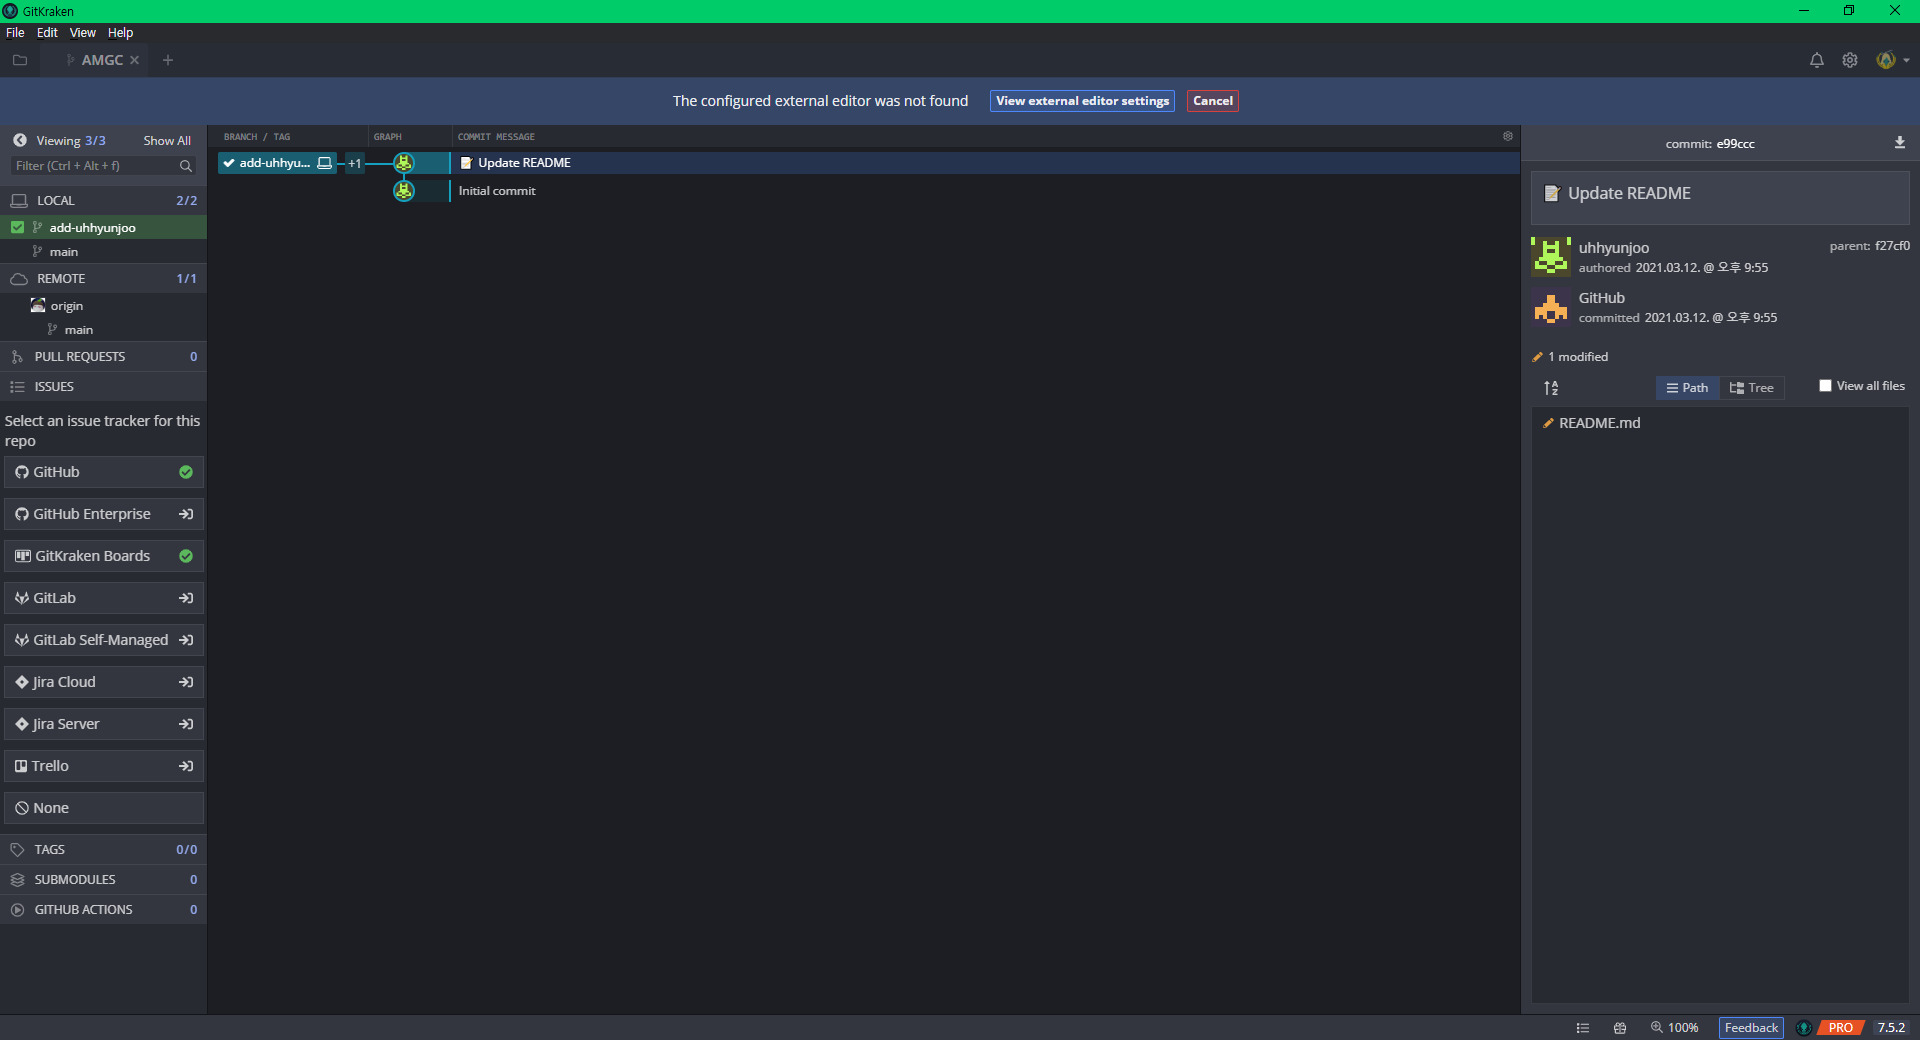 GitKraken
File Edit View Help
AMGC
The configured external editor was not found View external editor settings Cancel
Viewing 3/3 Show All
Filter (Ctrl + Alt + f)
LOCAL 2/2
add-uhhyunjoo
main
REMOTE 1/1
origin
main
PULL REQUESTS 0
ISSUES
Select an issue tracker for this
repo
GitHub
GitHub Enterprise
GitKraken Boards
GitLab
GitLab Self-Managed
Jira Cloud
Jira Server
Trello
None
TAGS 0/0
SUBMODULES 0
GITHUB ACTIONS 0
BRANCH / TAG GRAPH COMMIT MESSAGE
add-uhhyu... +1 📝 Update README
Initial commit
commit: e99ccc
📝 Update README
uhhyunjoo parent: f27cf0
authored 2021.03.12. @ 오후 9:55
GitHub
committed 2021.03.12. @ 오후 9:55
1 modified
Path Tree View all files
README.md
100% Feedback PRO 7.5.2